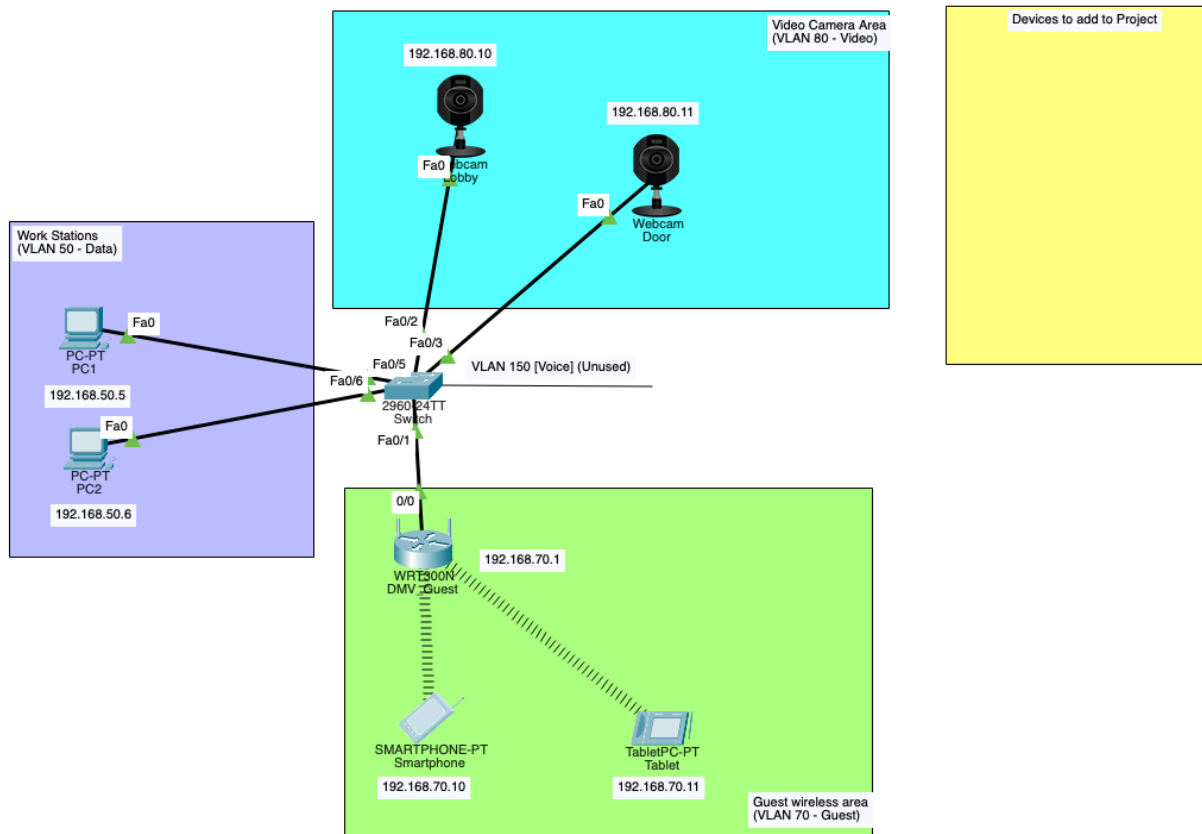 Video Camera Area
(VLAN 80 - Video)
Devices to add to Project
192.168.80.10
192.168.80.11
Fa0
Lobby
Fa0
Webcam
Door
Work Stations
(VLAN 50 - Data)
Fa0
PC-PT
PC1
192.168.50.5
Fa0
PC-PT
PC2
192.168.50.6
Fa0/2
Fa0/3
Fa0/5
Fa0/6
VLAN 150 [Voice] (Unused)
2960-24TT
Switch
Fa0/1
0/0
192.168.70.1
WRT300N
DMV_Guest
SMARTPHONE-PT
Smartphone
192.168.70.10
TabletPC-PT
Tablet
192.168.70.11
Guest wireless area
(VLAN 70 - Guest)